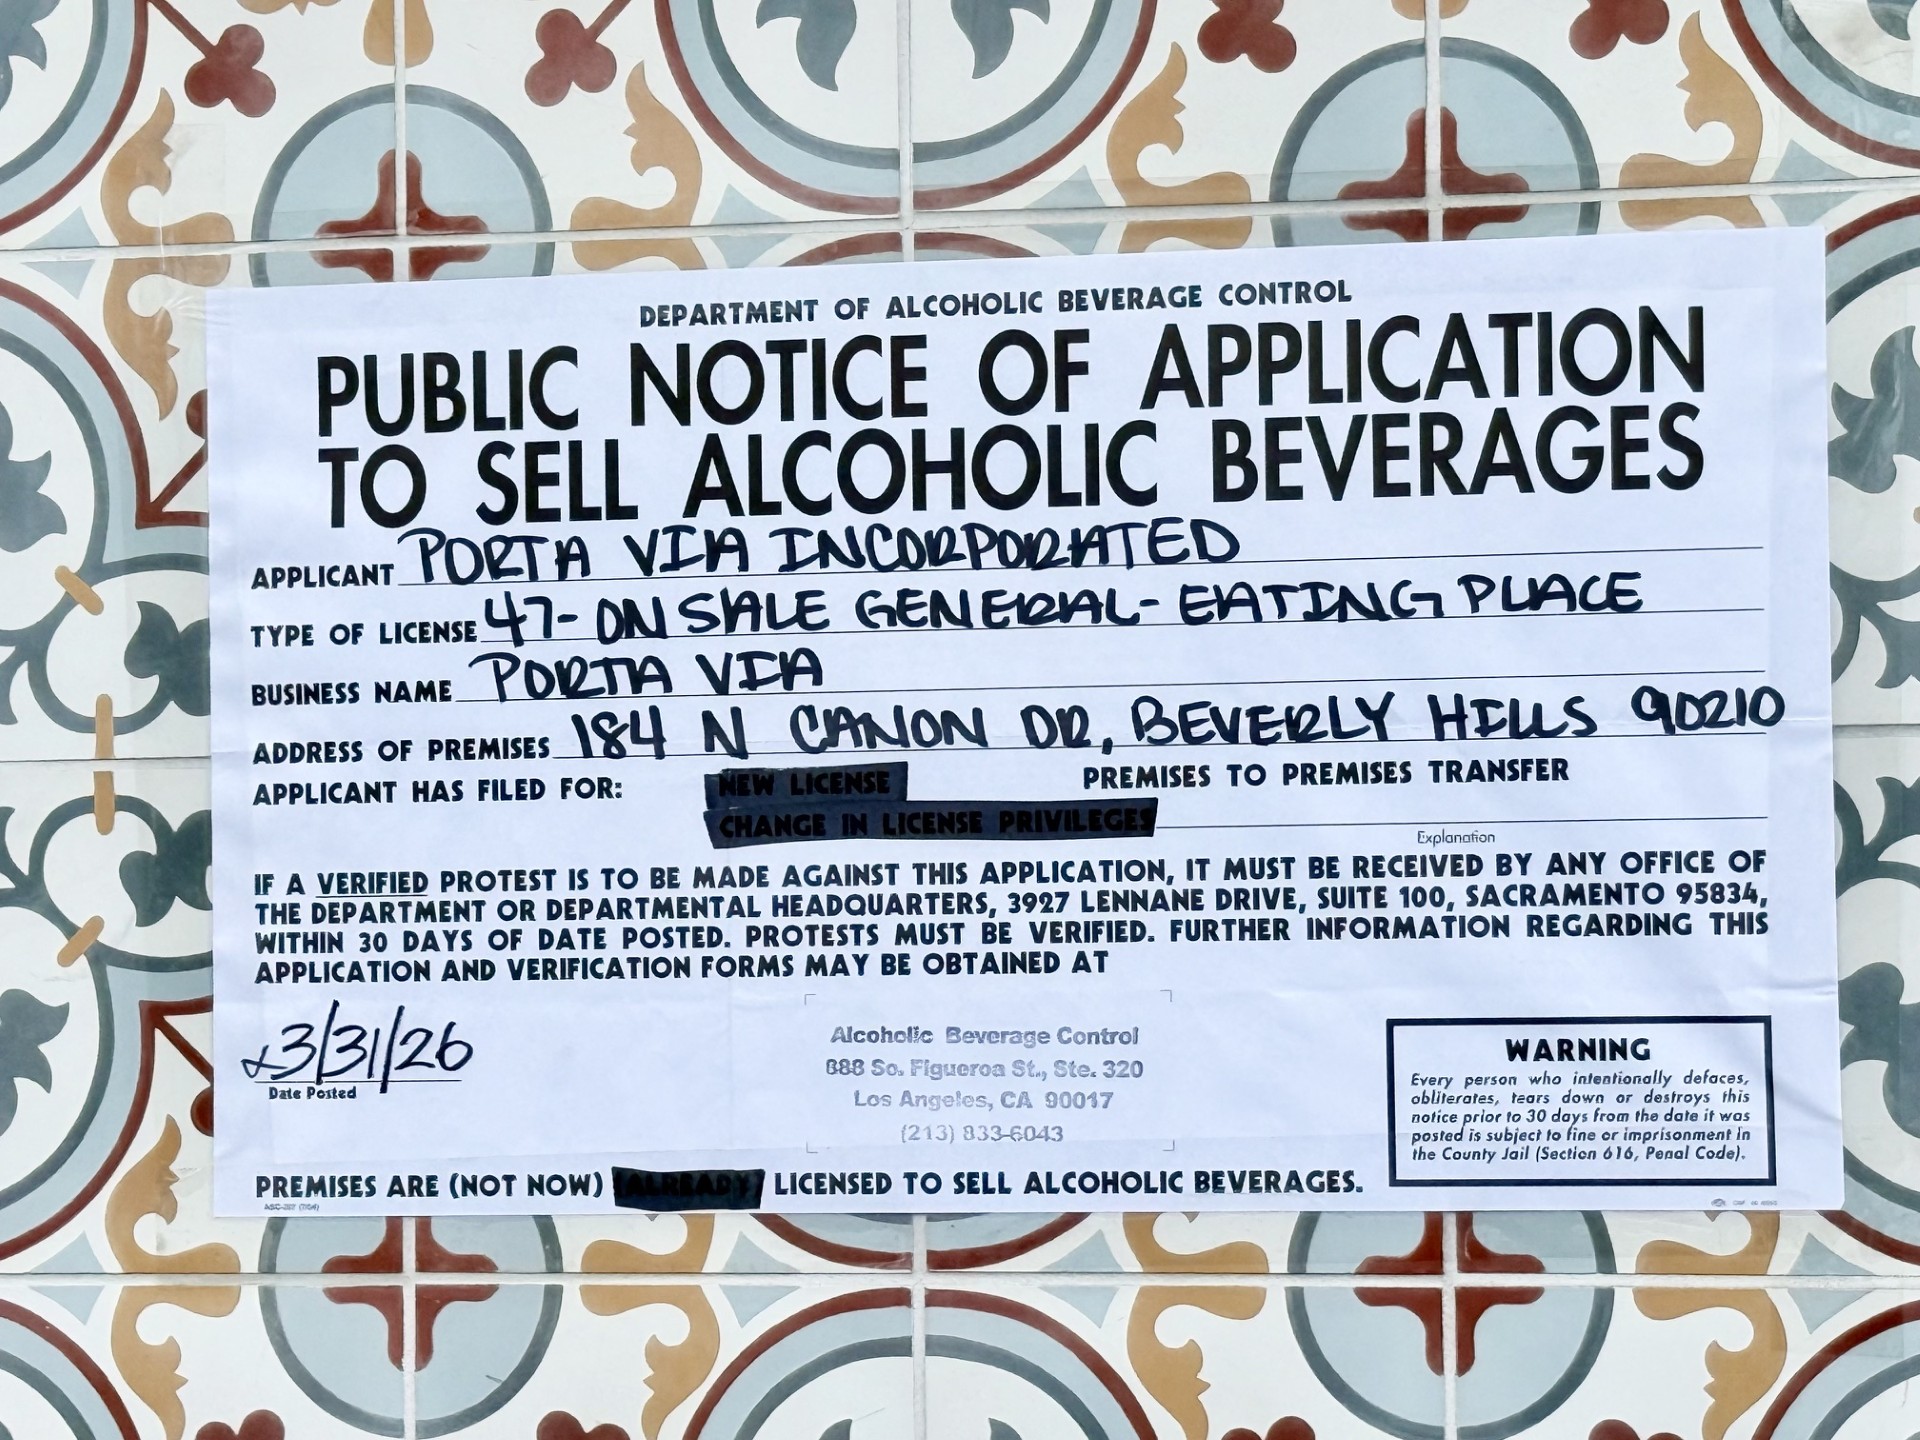 DEPARTMENT OF ALCOHOLIC BEVERAGE CONTROL
PUBLIC NOTICE OF APPLICATION
TO SELL ALCOHOLIC BEVERAGES
APPLICANT PORTA VIA INCORPORATED
TYPE OF LICENSE 47- ON SALE GENERAL- EATING PLACE
BUSINESS NAME PORTA VIA
ADDRESS OF PREMISES 184 N CANON DR, BEVERLY HILLS 90210
APPLICANT HAS FILED FOR: NEW LICENSE PREMISES TO PREMISES TRANSFER
CHANGE IN LICENSE PRIVILEGES
Explanation
IF A VERIFIED PROTEST IS TO BE MADE AGAINST THIS APPLICATION, IT MUST BE RECEIVED BY ANY OFFICE OF
THE DEPARTMENT OR DEPARTMENTAL HEADQUARTERS, 3927 LENNANE DRIVE, SUITE 100, SACRAMENTO 95834,
WITHIN 30 DAYS OF DATE POSTED. PROTESTS MUST BE VERIFIED. FURTHER INFORMATION REGARDING THIS
APPLICATION AND VERIFICATION FORMS MAY BE OBTAINED AT
x3/31/26
Date Posted
Alcoholic Beverage Control
888 So. Figueroa St., Ste. 320
Los Angeles, CA 90017
(213) 833-6043
WARNING
Every person who intentionally defaces,
obliterates, tears down or destroys this
notice prior to 30 days from the date it was
posted is subject to fine or imprisonment in
the County Jail (Section 616, Penal Code).
PREMISES ARE (NOT NOW) (ALREADY) LICENSED TO SELL ALCOHOLIC BEVERAGES.